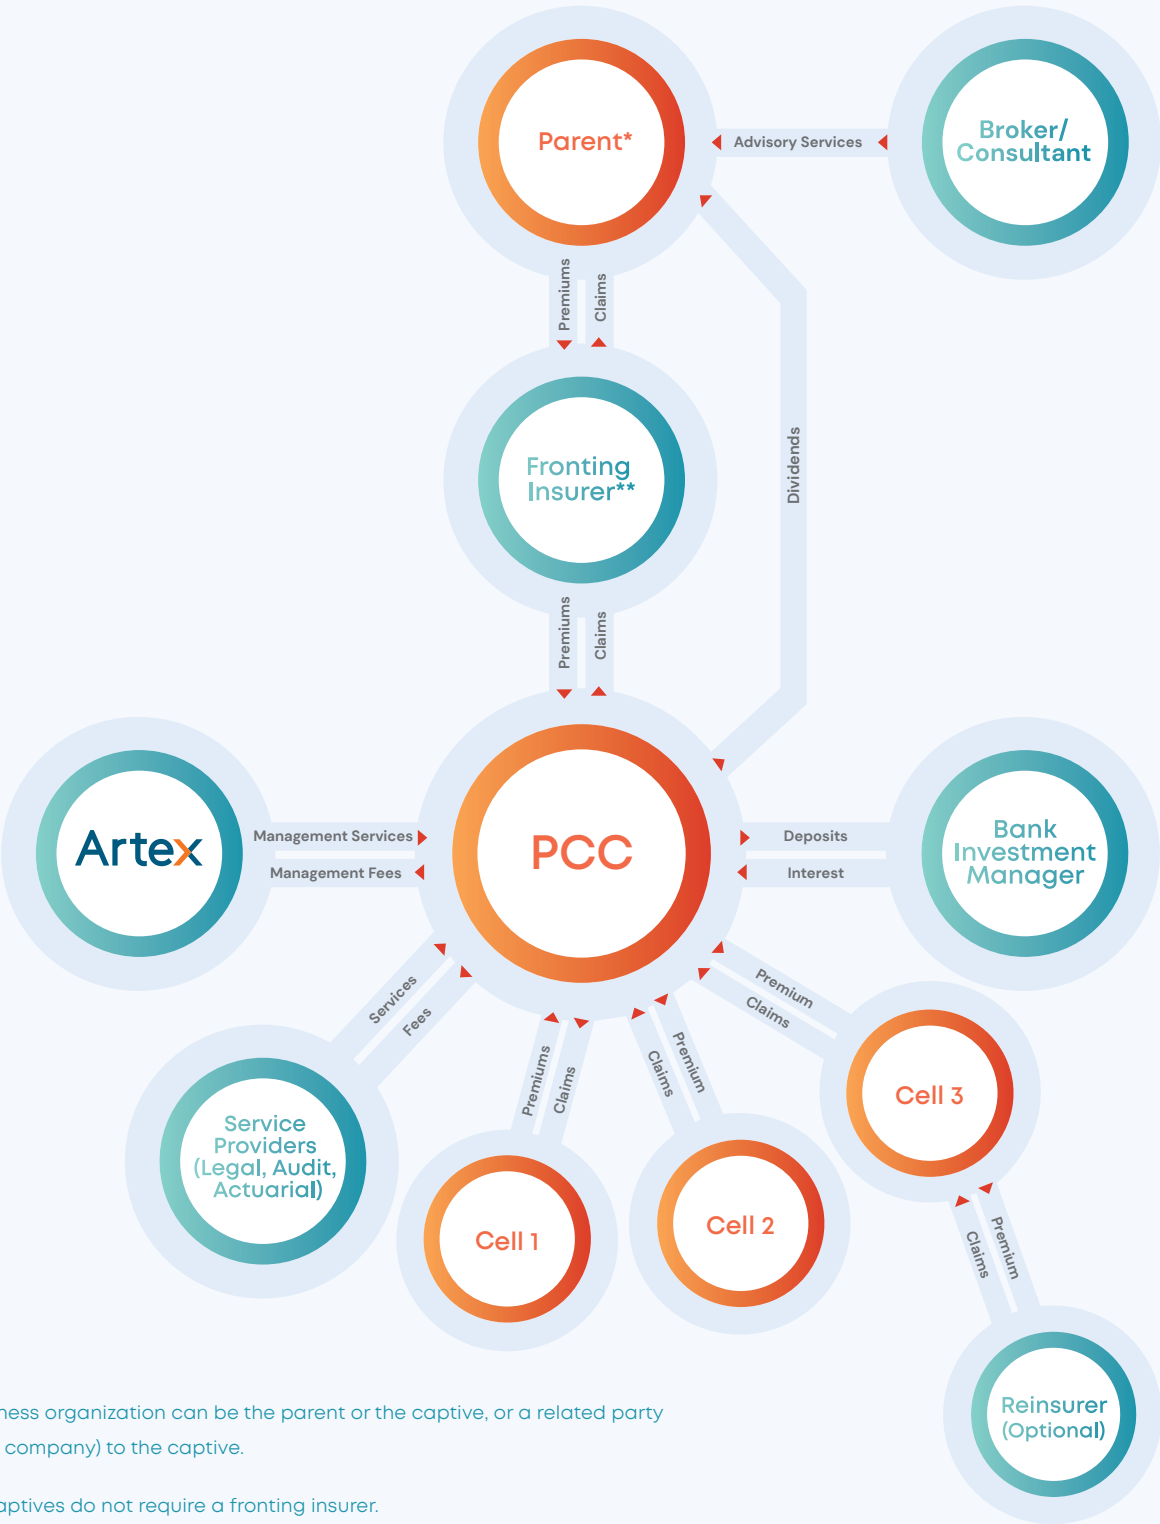 Parent*
Advisory Services
Broker/
Consultant
Premiums
Claims
Dividends
Fronting
Insurer**
Premiums
Claims
Artex
Management Services
Management Fees
PCC
Deposits
Interest
Bank
Investment
Manager
Services
Fees
Premiums
Claims
Claims
Premium
Premium
Claims
Service
Providers
(Legal, Audit,
Actuarial)
Cell 1
Cell 2
Cell 3
Claims
Premium
Reinsurer
(Optional)
ness organization can be the parent or the captive, or a related party
company) to the captive.
aptives do not require a fronting insurer.